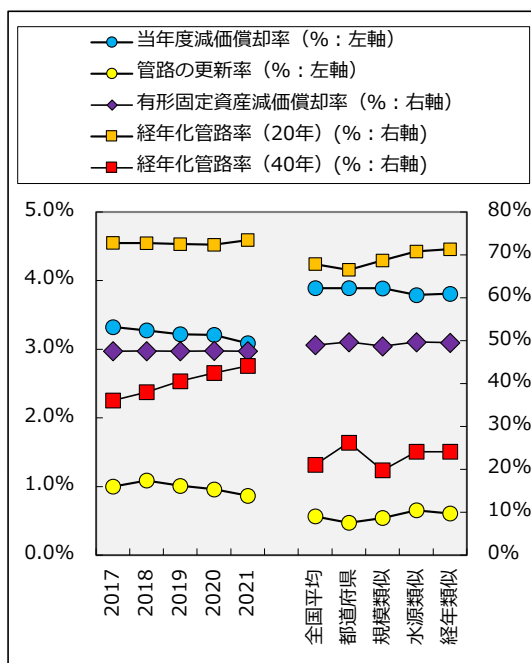 当年度減価償却率（%：左軸）
管路の更新率（%：左軸）
有形固定資産減価償却率（%：右軸）
経年化管路率（20年）(%：右軸)
経年化管路率（40年）(%：右軸)
5.0%
4.0%
3.0%
2.0%
1.0%
0.0%
80%
70%
60%
50%
40%
30%
20%
10%
0%
2017
2018
2019
2020
2021
全国平均
都道府県
規模類似
水源類似
経年類似